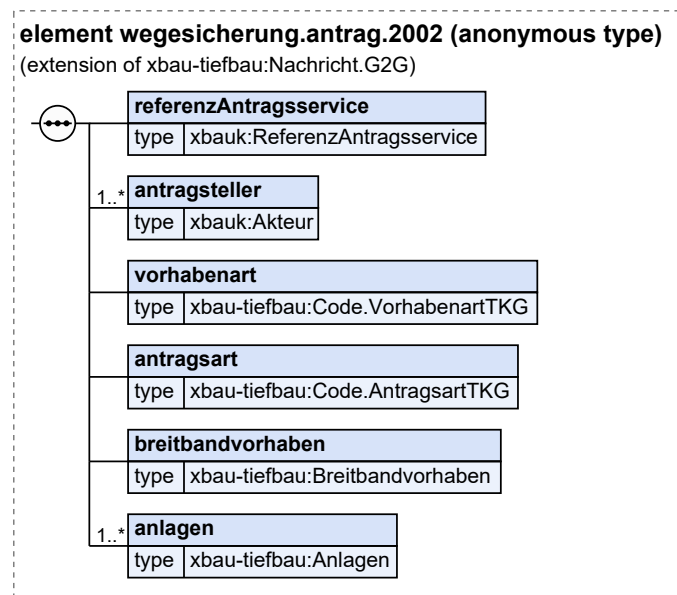 element wegesicherung.antrag.2002 (anonymous type)
(extension of xbau-tiefbau:Nachricht.G2G)
referenzAntragsservice
type xbauk:ReferenzAntragsservice
1..* antragsteller
type xbauk:Akteur
vorhabenart
type xbau-tiefbau:Code.VorhabenartTKG
antragsart
type xbau-tiefbau:Code.AntragsartTKG
breitbandvorhaben
type xbau-tiefbau:Breitbandvorhaben
1..* anlagen
type xbau-tiefbau:Anlagen